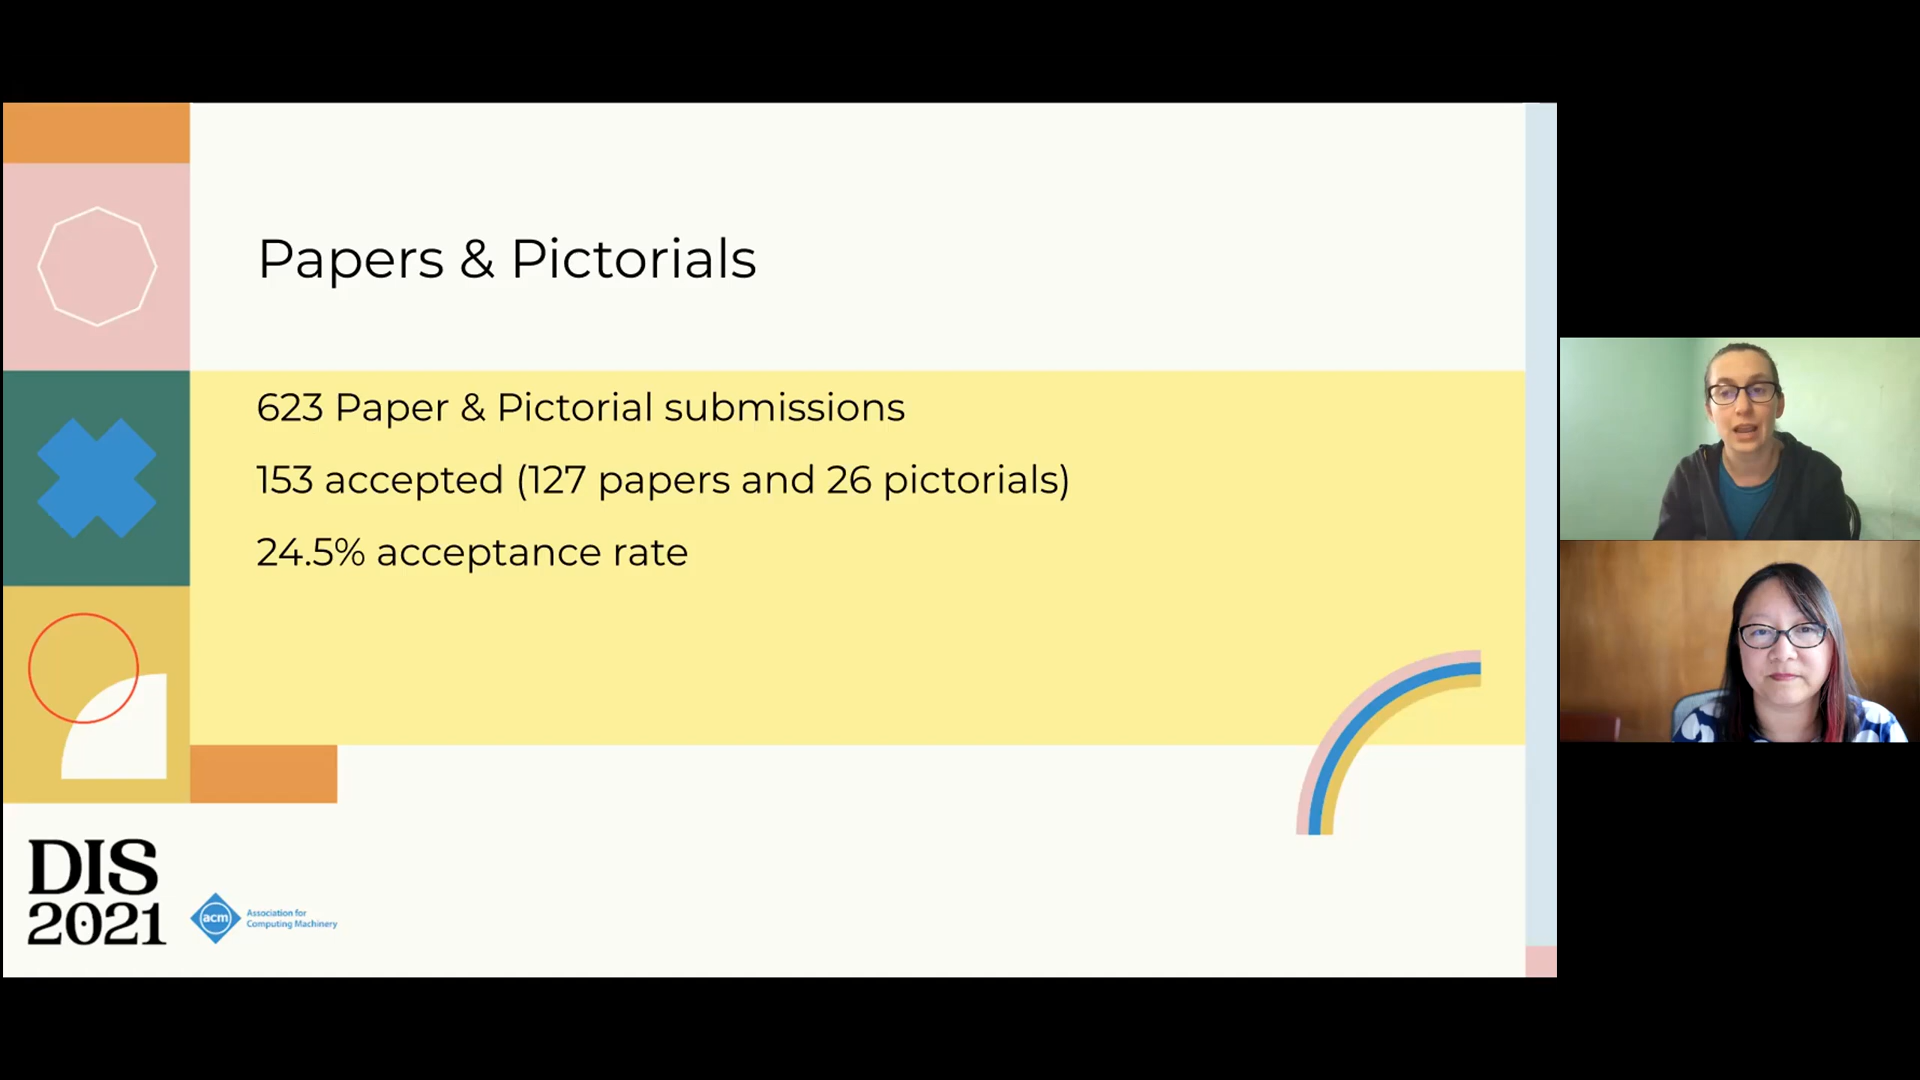 Papers & Pictorials
623 Paper & Pictorial submissions
153 accepted (127 papers and 26 pictorials)
24.5% acceptance rate
DIS
2021
acm
Association for
Computing Machinery